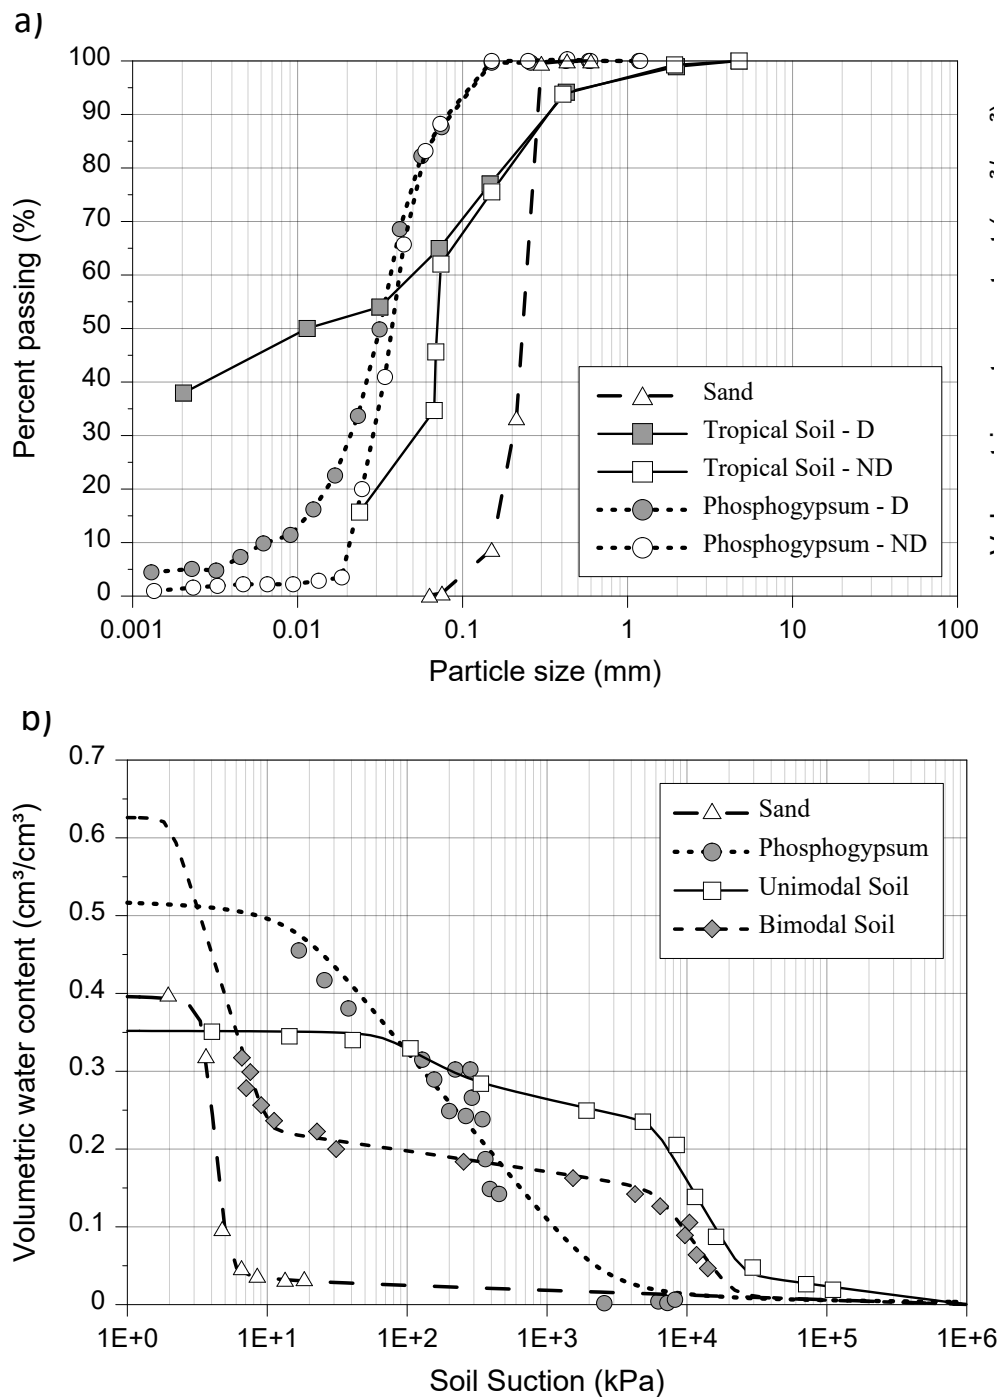 a)
100
90
80
70
60
50
40
30
20
10
0
Percent passing (%)
Sand
Tropical Soil - D
Tropical Soil - ND
Phosphogypsum - D
Phosphogypsum - ND
0.001 0.01 0.1 1 10 100
Particle size (mm)
b)
0.7
0.6
0.5
0.4
0.3
0.2
0.1
0
Volumetric water content (cm³/cm³)
Sand
Phosphogypsum
Unimodal Soil
Bimodal Soil
1E+0 1E+1 1E+2 1E+3 1E+4 1E+5 1E+6
Soil Suction (kPa)